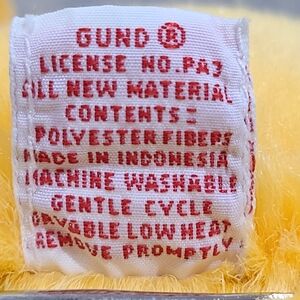 GUND ®
LICENSE NO. PA3
ALL NEW MATERIAL
CONTENTS:
POLYESTER FIBERS
MADE IN INDONESIA
MACHINE WASHABLE
GENTLE CYCLE
DRYABLE LOW HEAT
REMOVE PROMPTLY